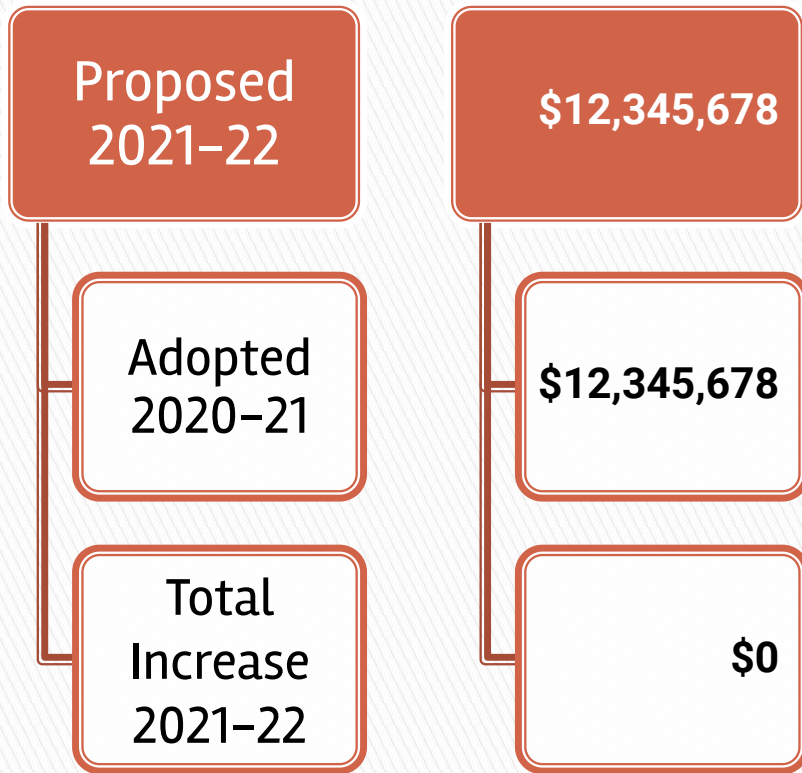 Proposed
2021–22
$12,345,678
Adopted
2020–21
$12,345,678
Total
Increase
2021–22
$0